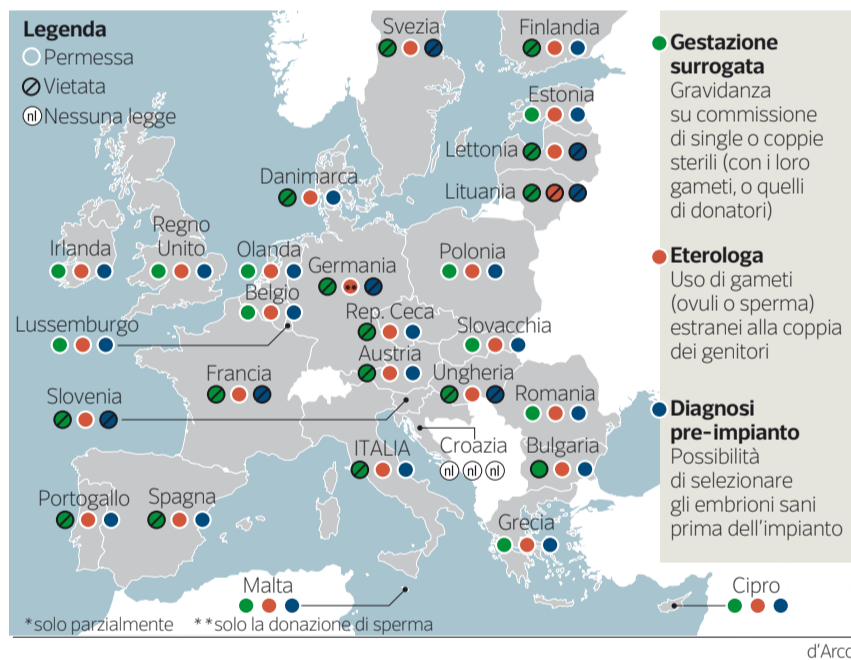 Legenda
Permessa
Vietata
nl Nessuna legge
Svezia
Finlandia
Estonia
Lettonia
Lituania
Danimarca
Regno
Unito
Irlanda
Olanda
Germania
**
Polonia
Belgio
Rep. Ceca
Lussemburgo
Slovacchia
Austria
Francia
Ungheria
Slovenia
Romania
ITALIA
Croazia
nl nl nl
Bulgaria
Portogallo
Spagna
Grecia
Malta
Cipro
*solo parzialmente **solo la donazione di sperma
Gestazione
surrogata
Gravidanza
su commissione
di single o coppie
sterili (con i loro
gameti, o quelli
di donatori)
Eterologa
Uso di gameti
(ovuli o sperma)
estranei alla coppia
dei genitori
Diagnosi
pre-impianto
Possibilità
di selezionare
gli embrioni sani
prima dell'impianto
d'Arco